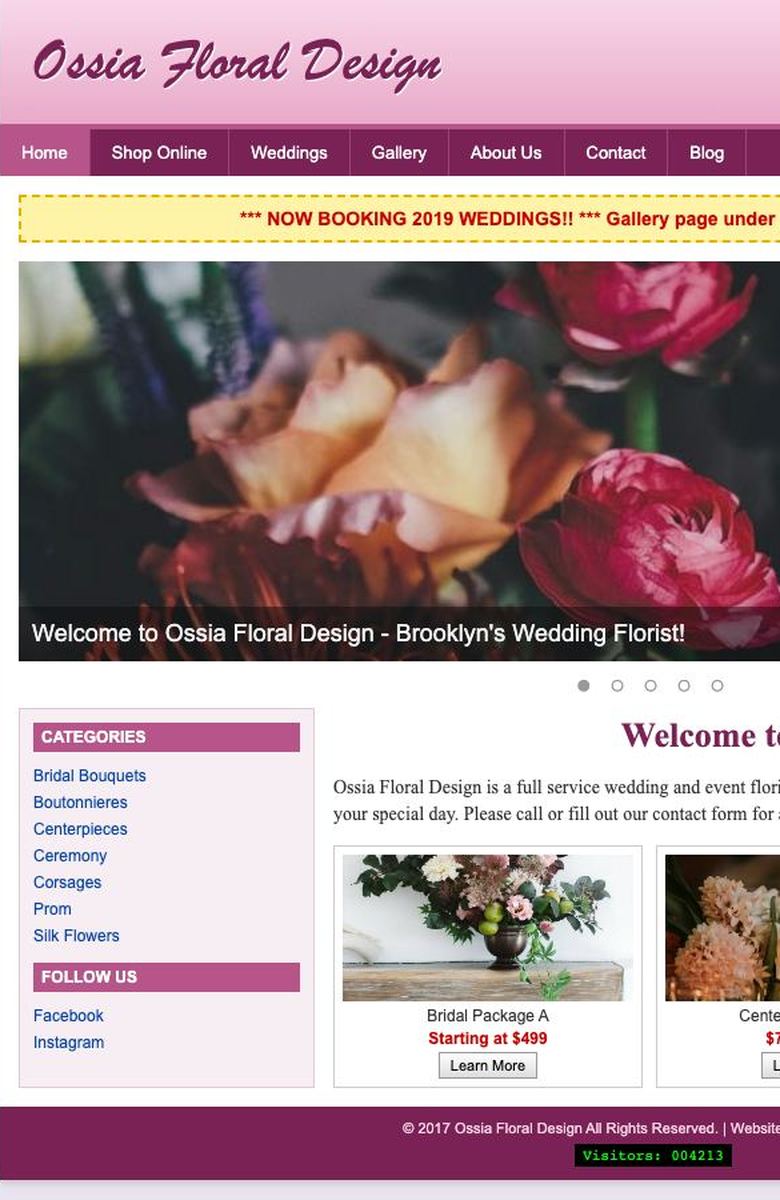 Ossia Floral Design
Home Shop Online Weddings Gallery About Us Contact Blog
*** NOW BOOKING 2019 WEDDINGS!! *** Gallery page under
Welcome to Ossia Floral Design - Brooklyn's Wedding Florist!
CATEGORIES
Bridal Bouquets
Boutonnieres
Centerpieces
Ceremony
Corsages
Prom
Silk Flowers
FOLLOW US
Facebook
Instagram
Welcome
Ossia Floral Design is a full service wedding and event
your special day. Please call or fill out our contact form for
Bridal Package A
Starting at $499
Learn More
© 2017 Ossia Floral Design All Rights Reserved. | Website
Visitors: 004213